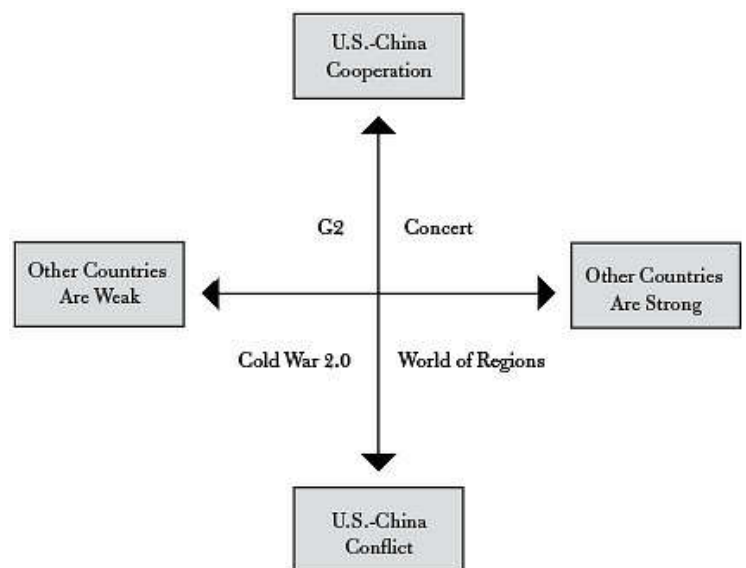 U.S.-China
Cooperation
G2
Concert
Other Countries
Are Weak
Other Countries
Are Strong
Cold War 2.0
World of Regions
U.S.-China
Conflict